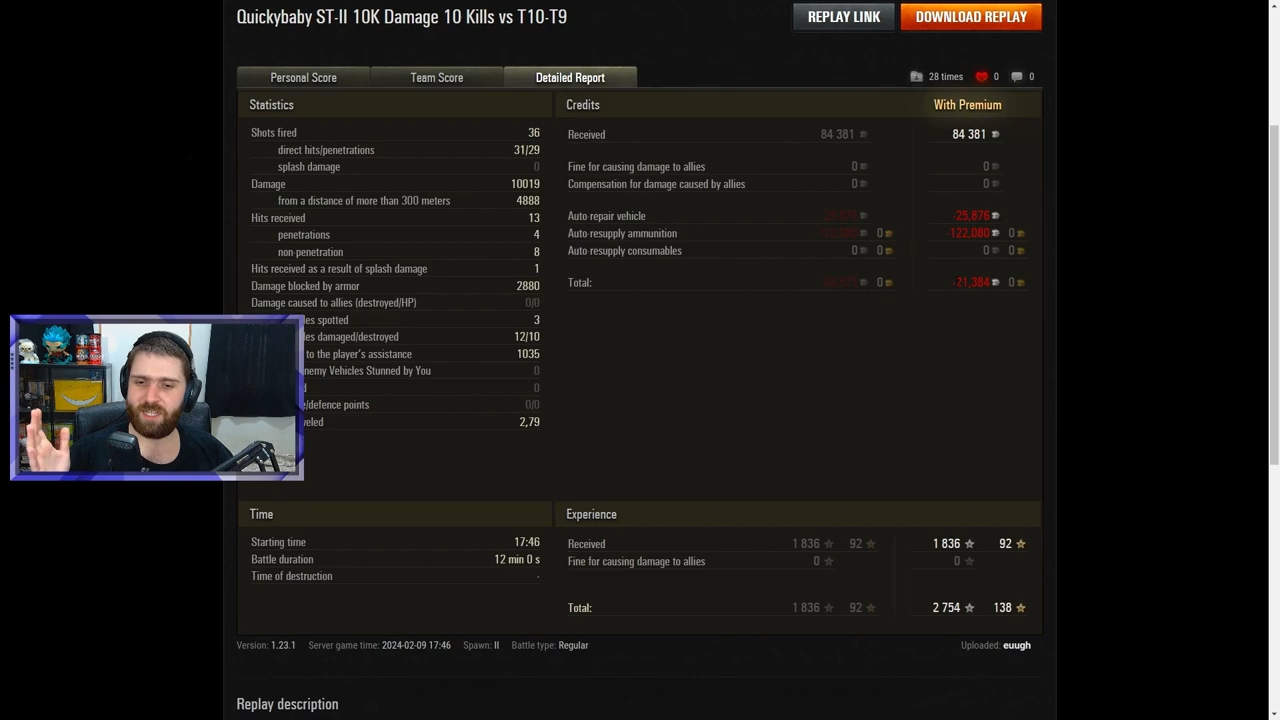 Quickybaby ST-II 10K Damage 10 Kills vs T10-T9
REPLAY LINK
DOWNLOAD REPLAY
Personal Score
Team Score
Detailed Report
28 times 0 0
Statistics
Shots fired 36
direct hits/penetrations 31/29
splash damage 0
Damage 10019
from a distance of more than 300 meters 4888
Hits received 13
penetrations 4
non-penetration 8
Hits received as a result of splash damage 1
Damage blocked by armor 2880
Damage caused to allies (destroyed/HP) 0/0
les spotted 3
les damaged/destroyed 12/10
to the player's assistance 1035
nemy Vehicles Stunned by You 0
d 0
e/defence points 0/0
veled 2,79
Credits With Premium
Received 84 381 84 381
Fine for causing damage to allies 0 0
Compensation for damage caused by allies 0 0
Auto-repair vehicle -25,876
Auto-resupply ammunition 0 -122,080 0
Auto-resupply consumables 0 0 0 0
Total: 0 -21,384 0
Time
Starting time 17:46
Battle duration 12 min 0 s
Time of destruction -
Experience
Received 1 836 92 1 836 92
Fine for causing damage to allies 0 0
Total: 1 836 92 2 754 138
Version: 1.23.1 Server game time: 2024-02-09 17:46 Spawn: II Battle type: Regular Uploaded: euugh
Replay description